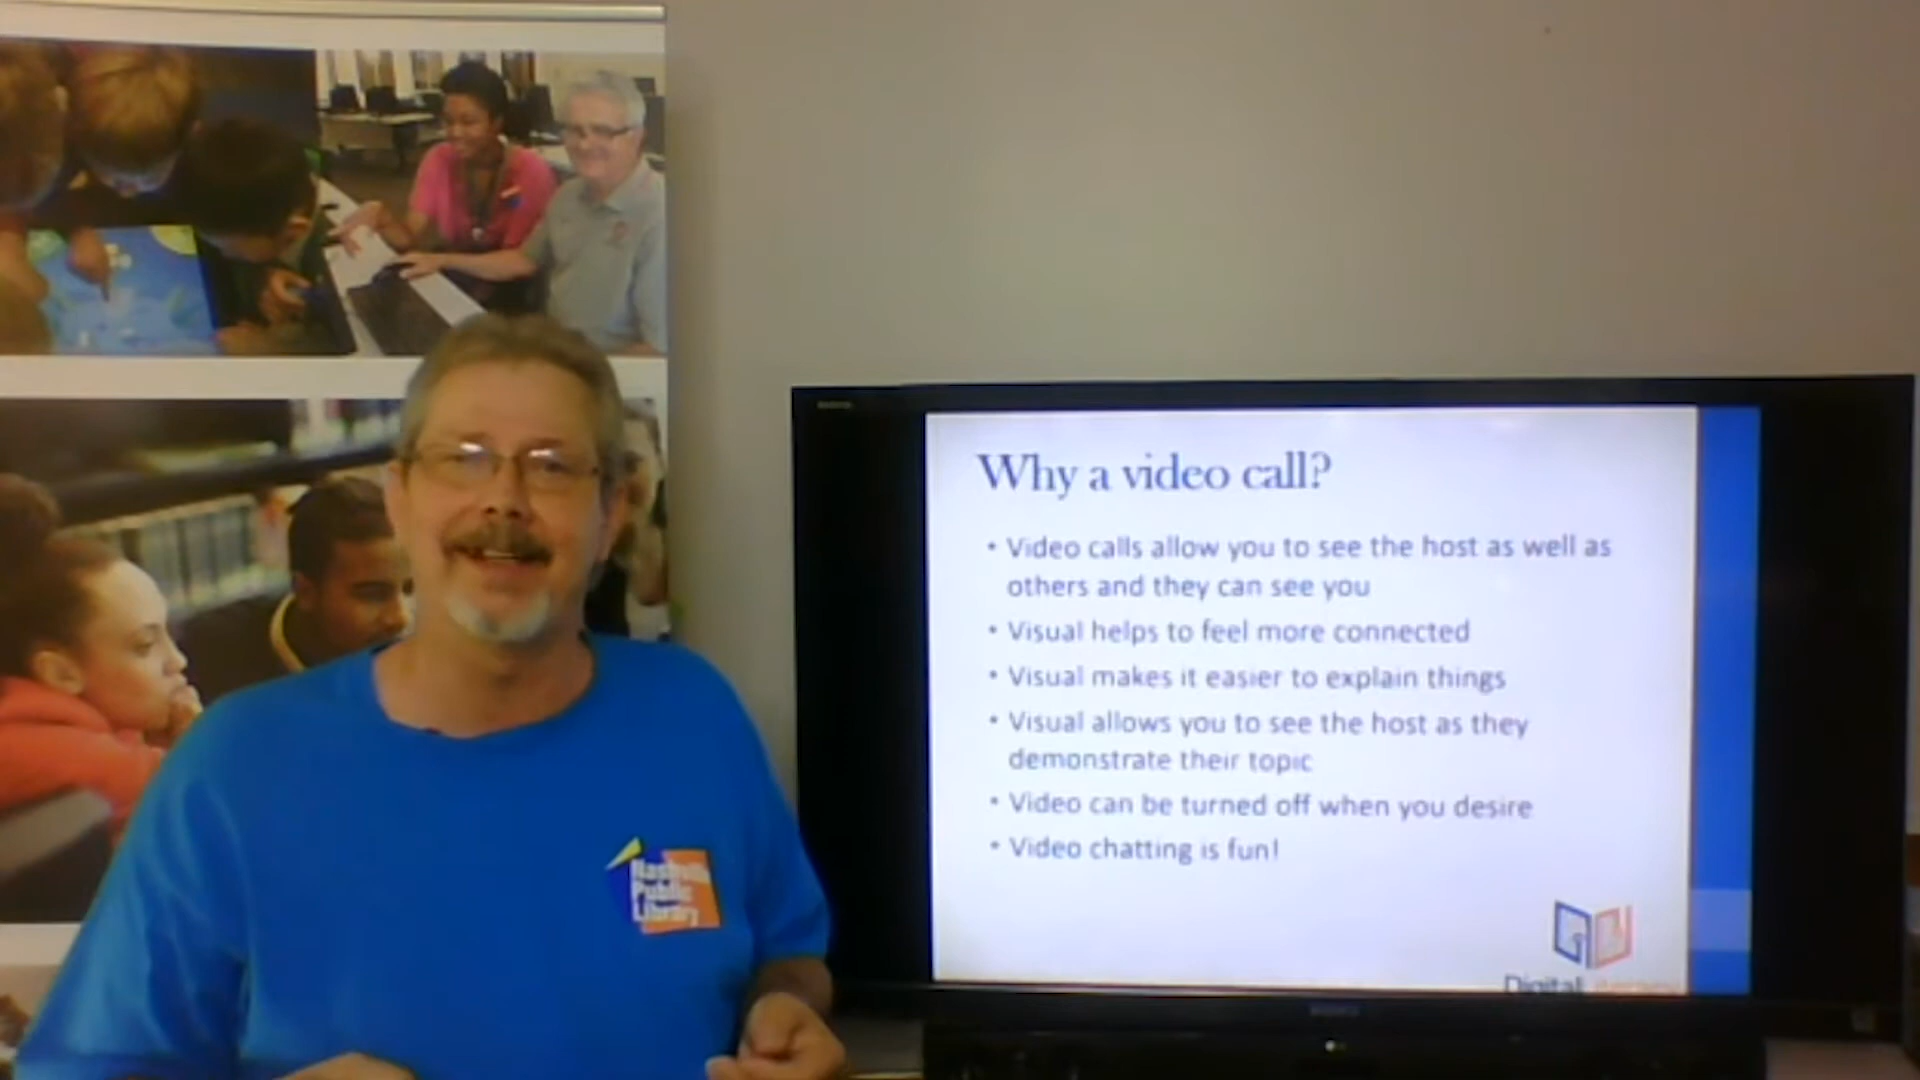 Why a video call?
• Video calls allow you to see the host as well as
others and they can see you
• Visual helps to feel more connected
• Visual makes it easier to explain things
• Visual allows you to see the host as they
demonstrate their topic
• Video can be turned off when you desire
• Video chatting is fun!
Nashville
Public
Library
Digital Literacy